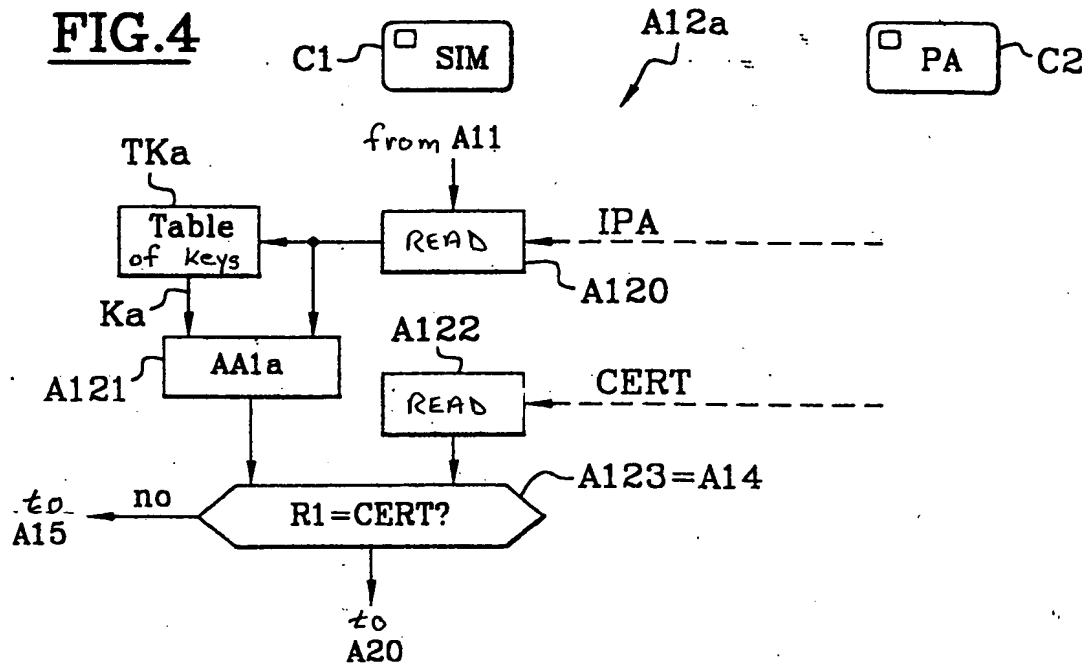 FIG.4
C1
SIM
A12a
PA
C2
from A11
TKa
Table
of keys
READ
IPA
A120
Ka
A122
AA1a
A121
READ
CERT
A123=A14
no
to
A15
R1=CERT?
to
A20